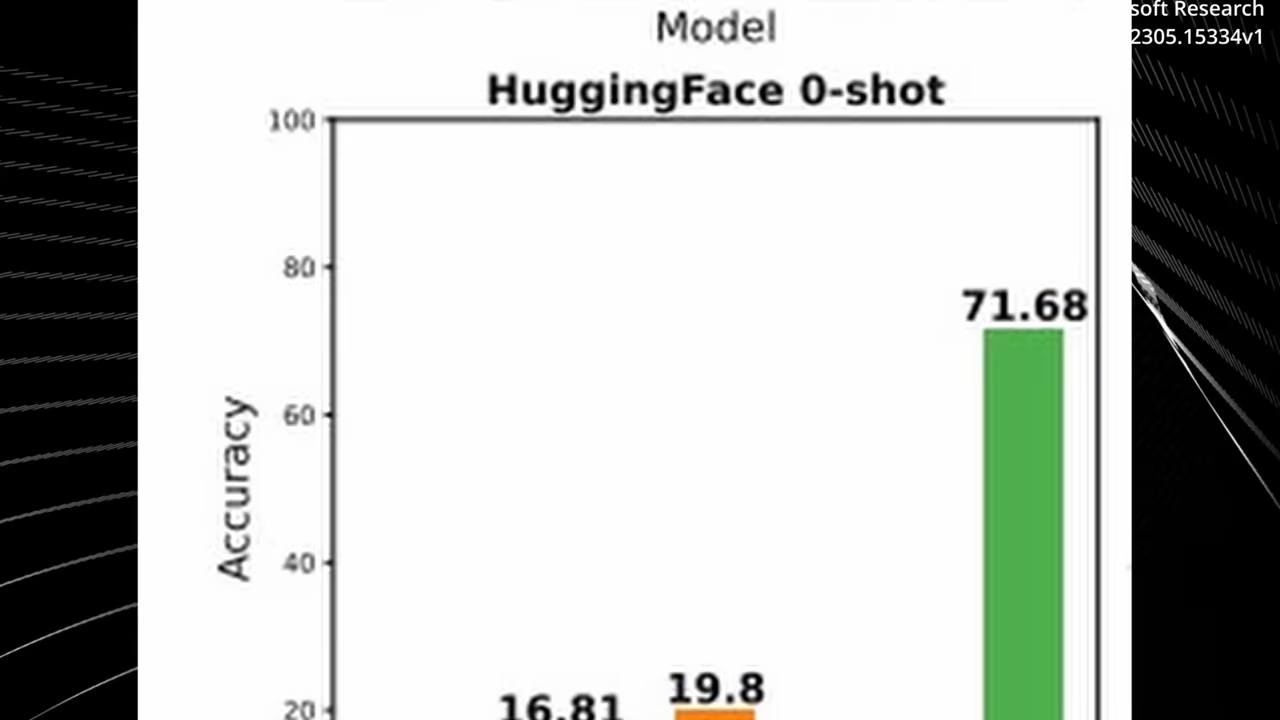 soft Research
2305.15334v1
Model
HuggingFace 0-shot
100
80
60
40
20
Accuracy
71.68
19.8
16.81